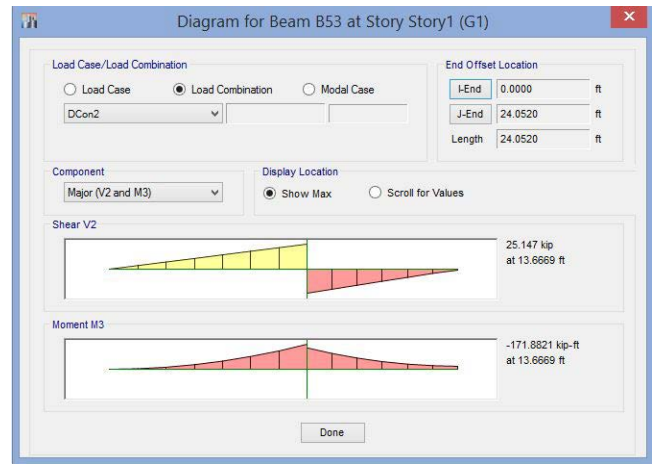 Diagram for Beam B53 at Story Story1 (G1)
Load Case/Load Combination
Load Case
Load Combination
Modal Case
DCon2
End Offset Location
I-End 0.0000 ft
J-End 24.0520 ft
Length 24.0520 ft
Component
Major (V2 and M3)
Display Location
Show Max
Scroll for Values
Shear V2
25.147 kip
at 13.6669 ft
Moment M3
-171.8821 kip-ft
at 13.6669 ft
Done